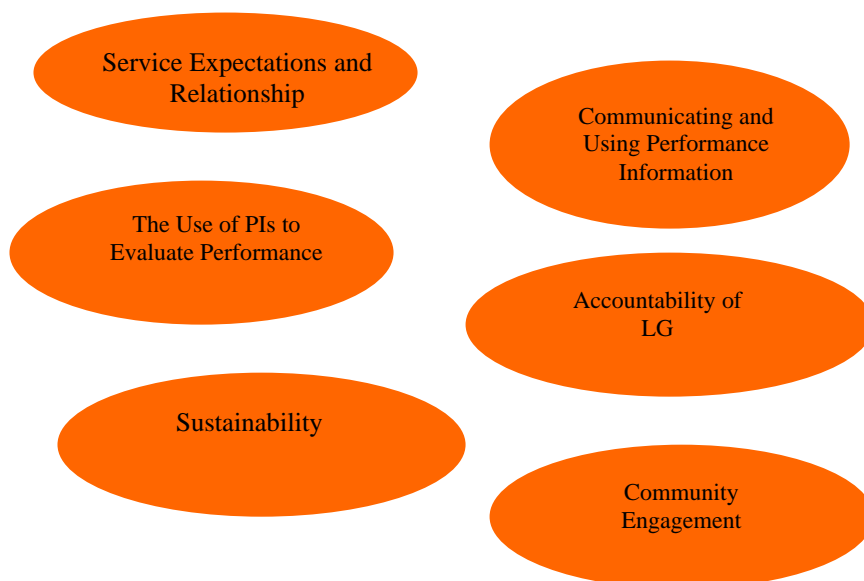 Service Expectations and
Relationship
The Use of PIs to
Evaluate Performance
Sustainability
Communicating and
Using Performance
Information
Accountability of
LG
Community
Engagement